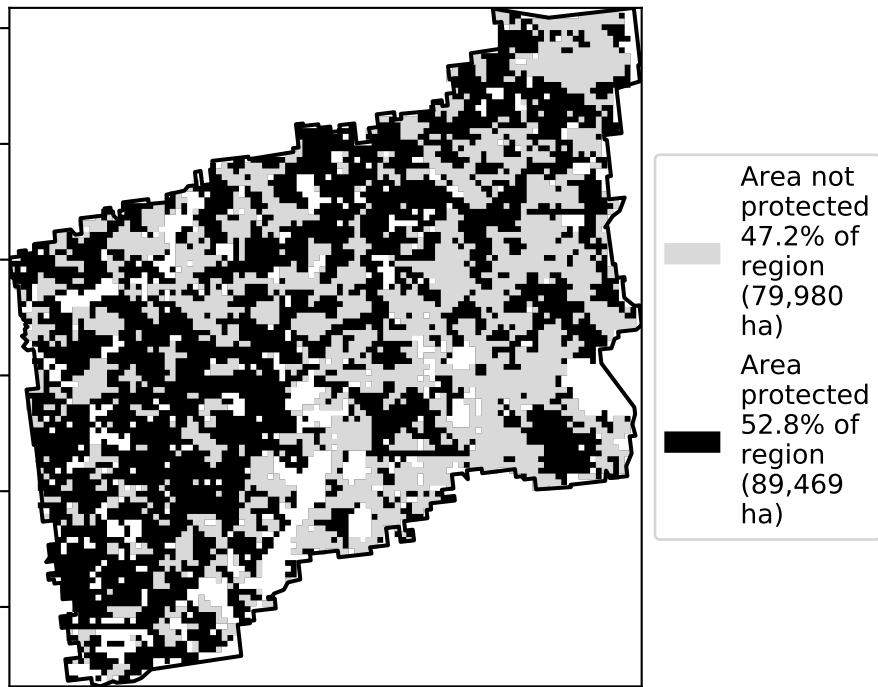 Area not
protected
47.2% of
region
(79,980
ha)
Area
protected
52.8% of
region
(89,469
ha)